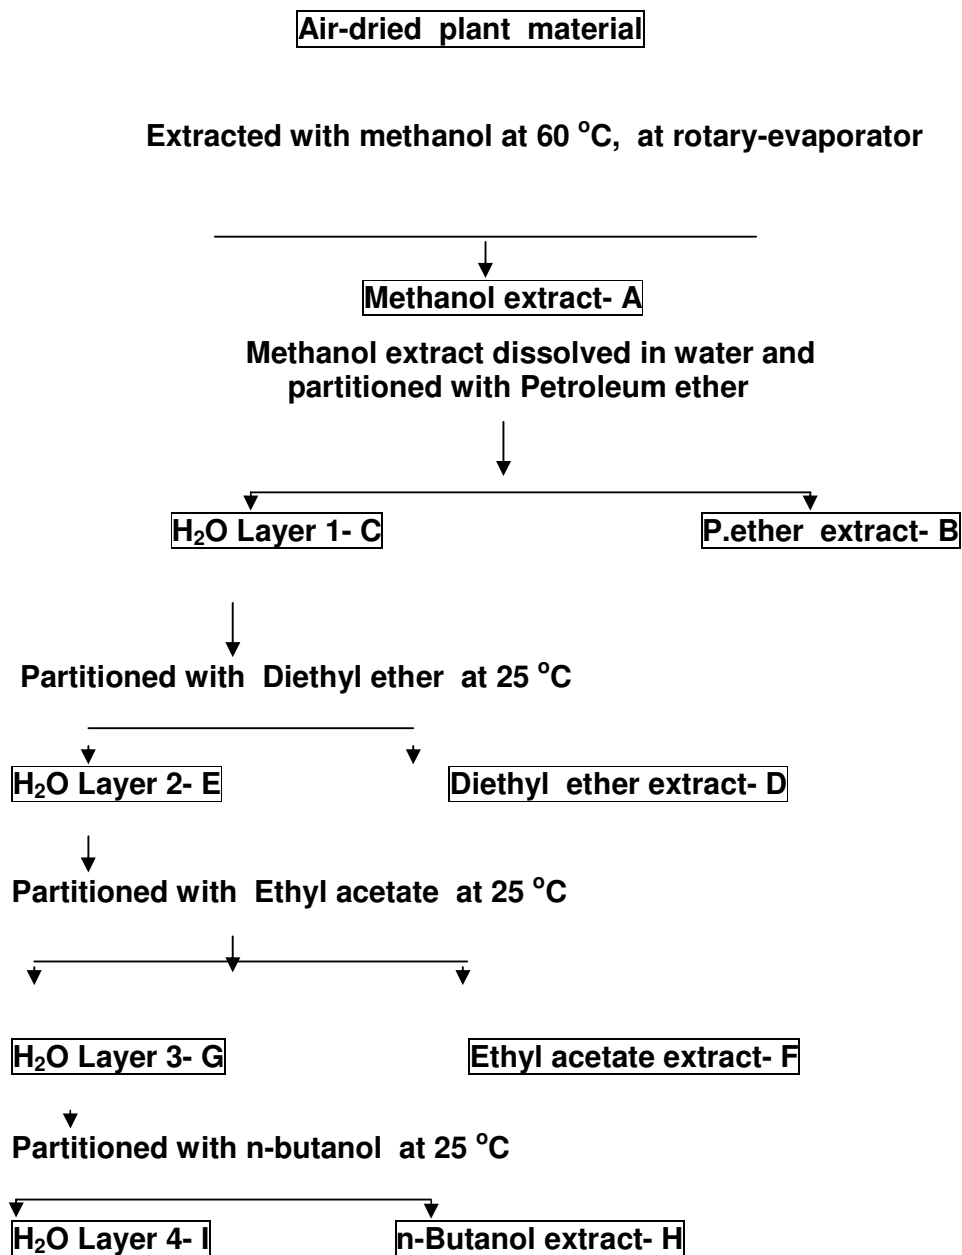 Air-dried plant material
Extracted with methanol at 60 °C, at rotary-evaporator
Methanol extract- A
Methanol extract dissolved in water and
partitioned with Petroleum ether
H₂O Layer 1- C
P.ether extract- B
Partitioned with Diethyl ether at 25 °C
H₂O Layer 2- E
Diethyl ether extract- D
Partitioned with Ethyl acetate at 25 °C
H₂O Layer 3- G
Ethyl acetate extract- F
Partitioned with n-butanol at 25 °C
H₂O Layer 4- I
n-Butanol extract- H